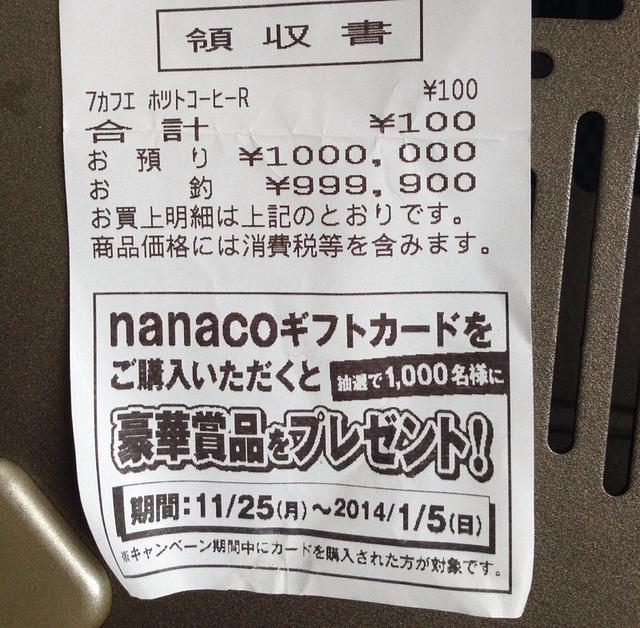 領収書
7カフェ ホットコーヒーR ¥100
合計 ¥100
お預り ¥1000,000
お釣 ¥999,900
お買上明細は上記のとおりです。
商品価格には消費税等を含みます。
nanacoギフトカードを
ご購入いただくと 抽選で1,000名様に
豪華賞品をプレゼント!
期間:11/25(月)~2014/1/5(日)
※キャンペーン期間中にカードを購入された方が対象です。